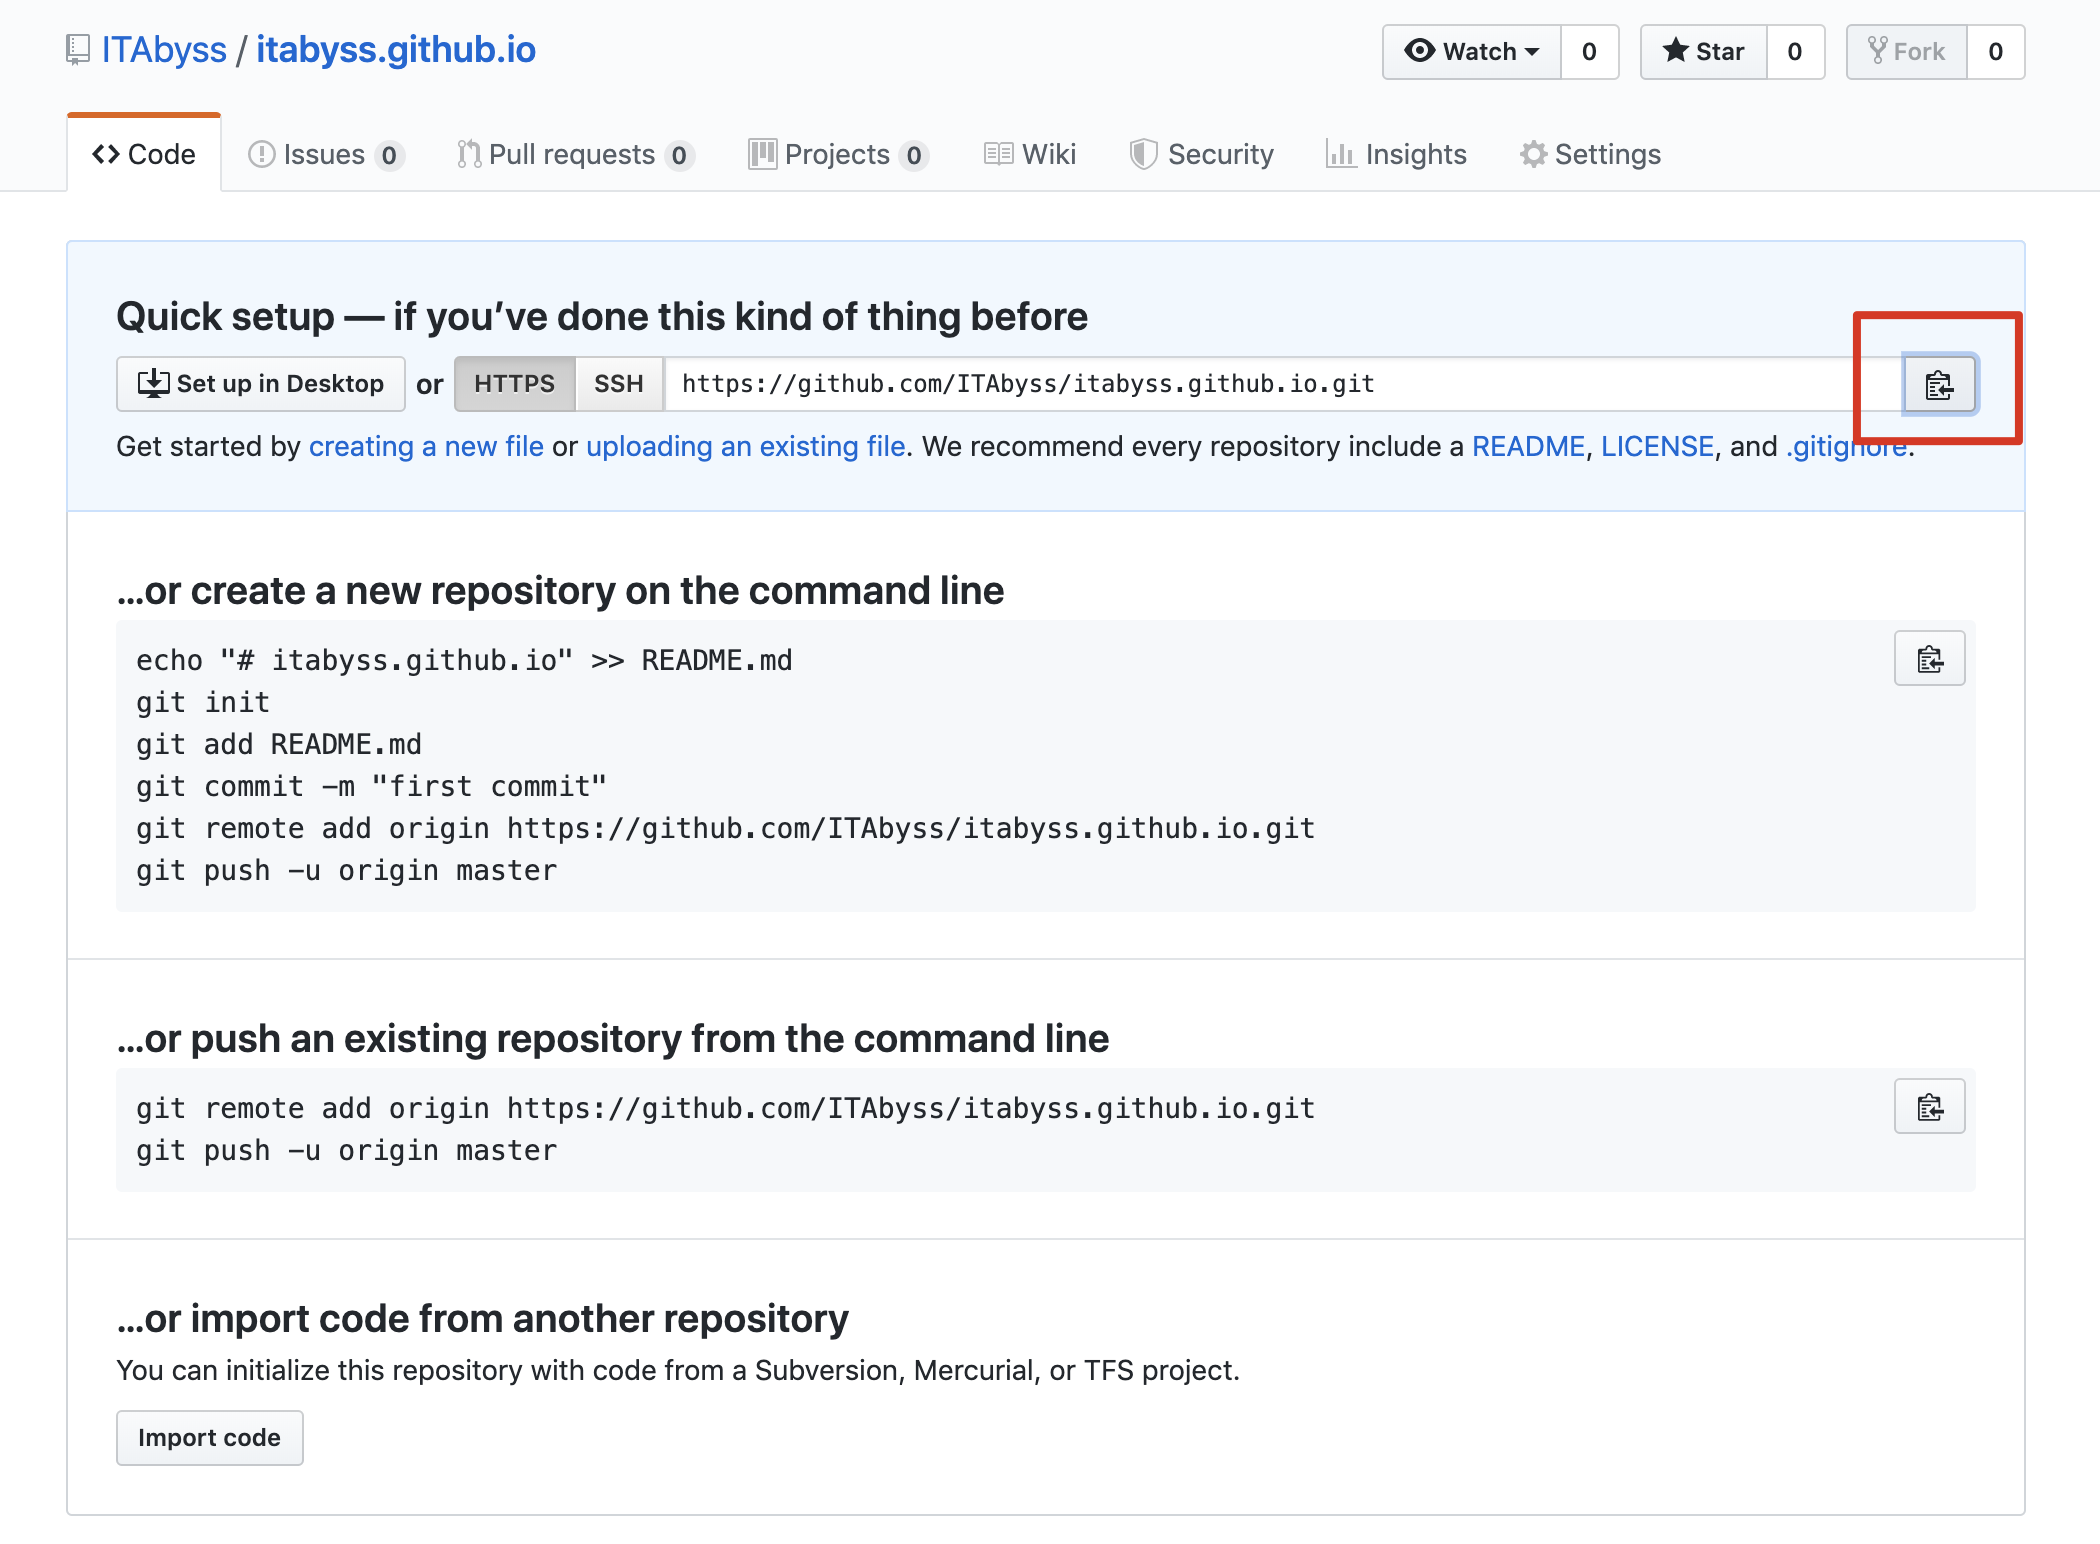 ITAbyss / itabyss.github.io
Watch 0 Star 0 Fork 0
Code Issues 0 Pull requests 0 Projects 0 Wiki Security Insights Settings
Quick setup — if you’ve done this kind of thing before
Set up in Desktop or HTTPS SSH https://github.com/ITAbyss/itabyss.github.io.git
Get started by creating a new file or uploading an existing file. We recommend every repository include a README, LICENSE, and .gitignore.
…or create a new repository on the command line
echo "# itabyss.github.io" >> README.md
git init
git add README.md
git commit -m "first commit"
git remote add origin https://github.com/ITAbyss/itabyss.github.io.git
git push -u origin master
…or push an existing repository from the command line
git remote add origin https://github.com/ITAbyss/itabyss.github.io.git
git push -u origin master
…or import code from another repository
You can initialize this repository with code from a Subversion, Mercurial, or TFS project.
Import code